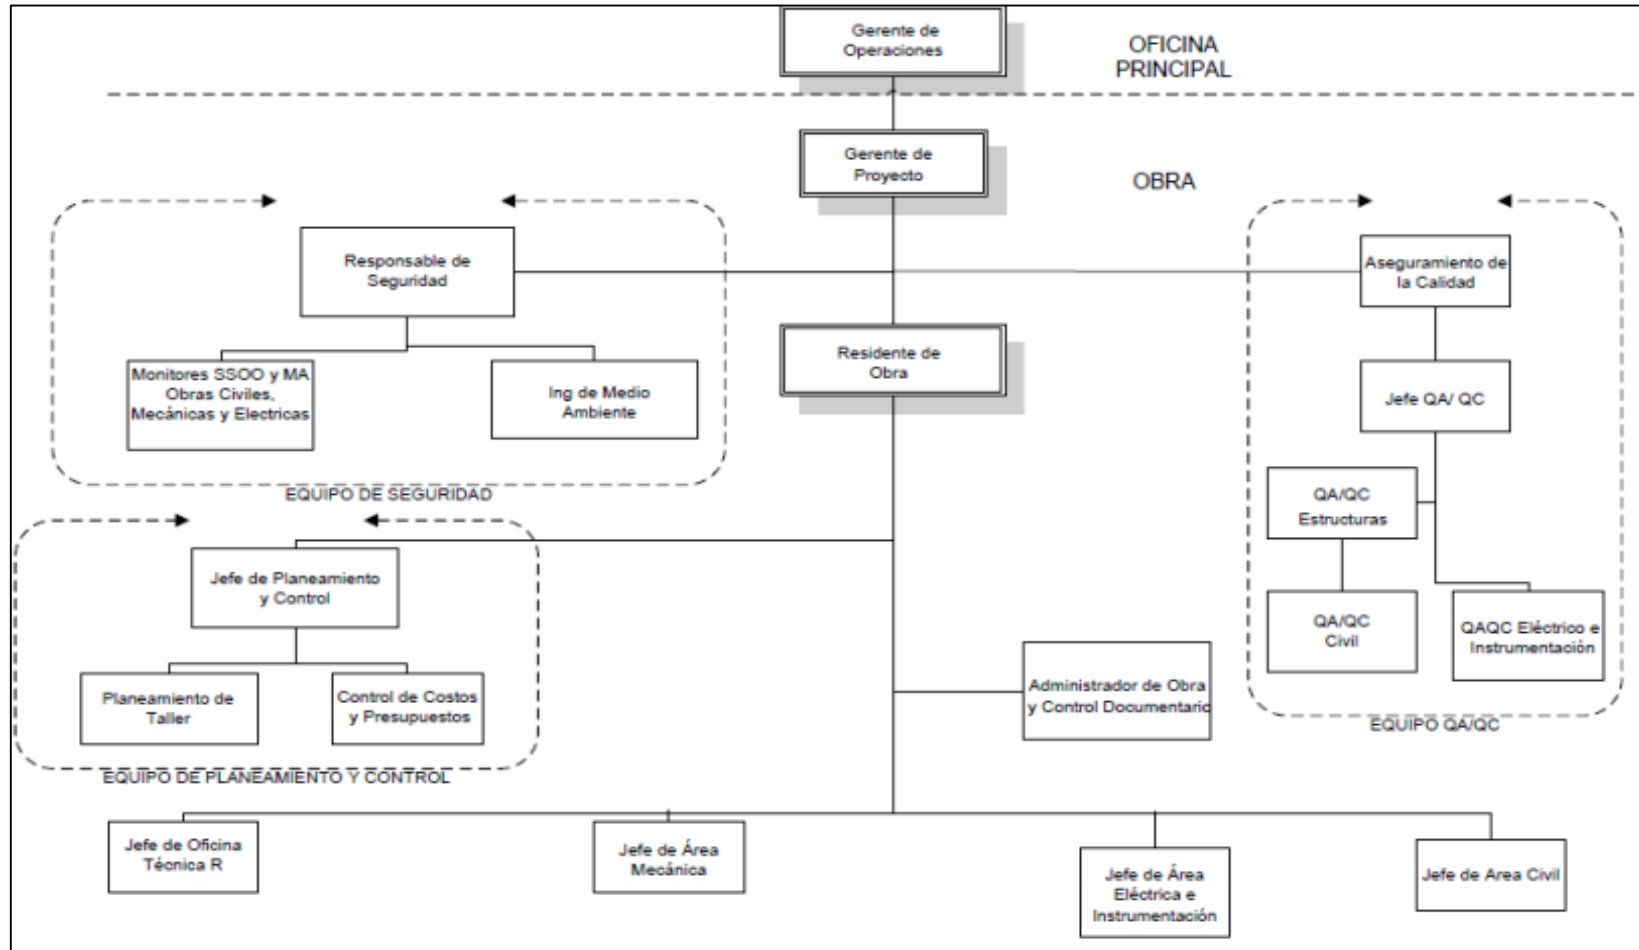 Gerente de
Operaciones
OFICINA
PRINCIPAL
Gerente de
Proyecto
OBRA
Responsable de
Seguridad
Aseguramiento de
la Calidad
Monitores SSOO y MA
Obras Civiles,
Mecánicas y Electricas
Ing de Medio
Ambiente
EQUIPO DE SEGURIDAD
Residente de
Obra
Jefe QA/ QC
QA/QC
Estructuras
QA/QC
Civil
QAQC Eléctrico e
Instrumentación
EQUIPO QA/QC
Jefe de Planeamiento
y Control
Planeamiento de
Taller
Control de Costos
y Presupuestos
EQUIPO DE PLANEAMIENTO Y CONTROL
Administrador de Obra
y Control Documentario
Jefe de Oficina
Técnica R
Jefe de Área
Mecánica
Jefe de Área
Eléctrica e
Instrumentación
Jefe de Area Civil